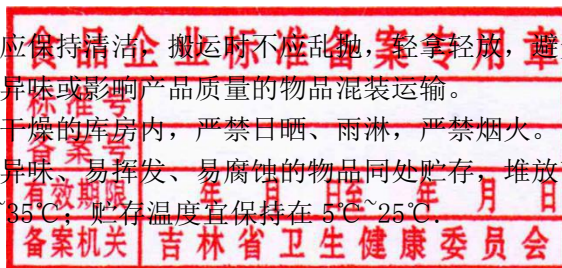 食品企业标准备案专用章
应保持清洁，搬运时不应乱抛，轻拿轻放，避
异味或影响产品质量的物品混装运输。
标准号
干燥的库房内，严禁日晒、雨淋，严禁烟火。
备案号
异味、易挥发、易腐蚀的物品同处贮存，堆放
有效期限 年 月 日至 年 月 日
~35℃；贮存温度宜保持在 5℃~25℃.
备案机关 吉林省卫生健康委员会